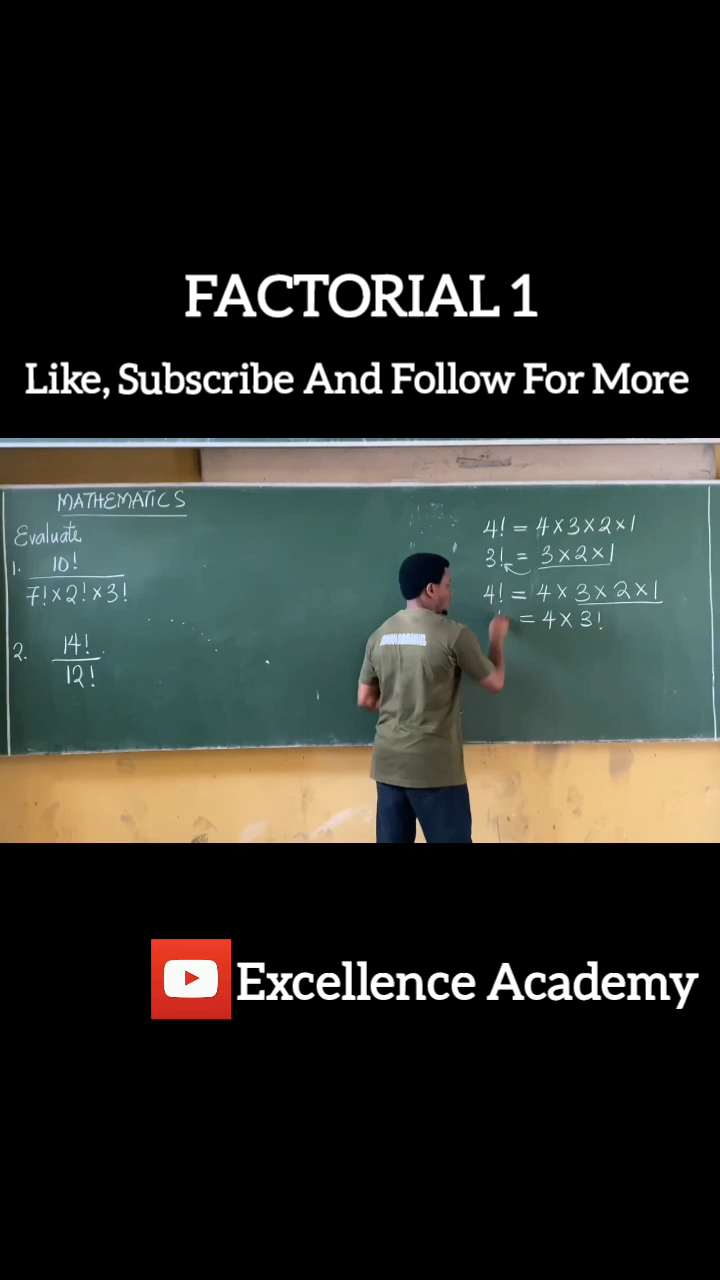 FACTORIAL 1
Like, Subscribe And Follow For More
MATHEMATICS
Evaluate
1. 10!
7! × 2! × 3!
2. 14!
12!
4! = 4 × 3 × 2 × 1
3! = 3 × 2 × 1
4! = 4 × 3 × 2 × 1
! = 4 × 3!
Excellence Academy